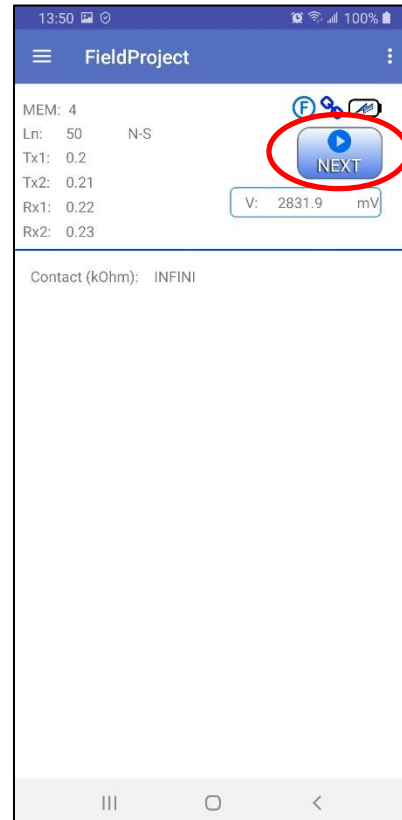 13:50 100%
FieldProject
MEM: 4
F
Ln: 50 N-S
Tx1: 0.2
NEXT
Tx2: 0.21
Rx1: 0.22
V: 2831.9 mV
Rx2: 0.23
Contact (kOhm): INFINI